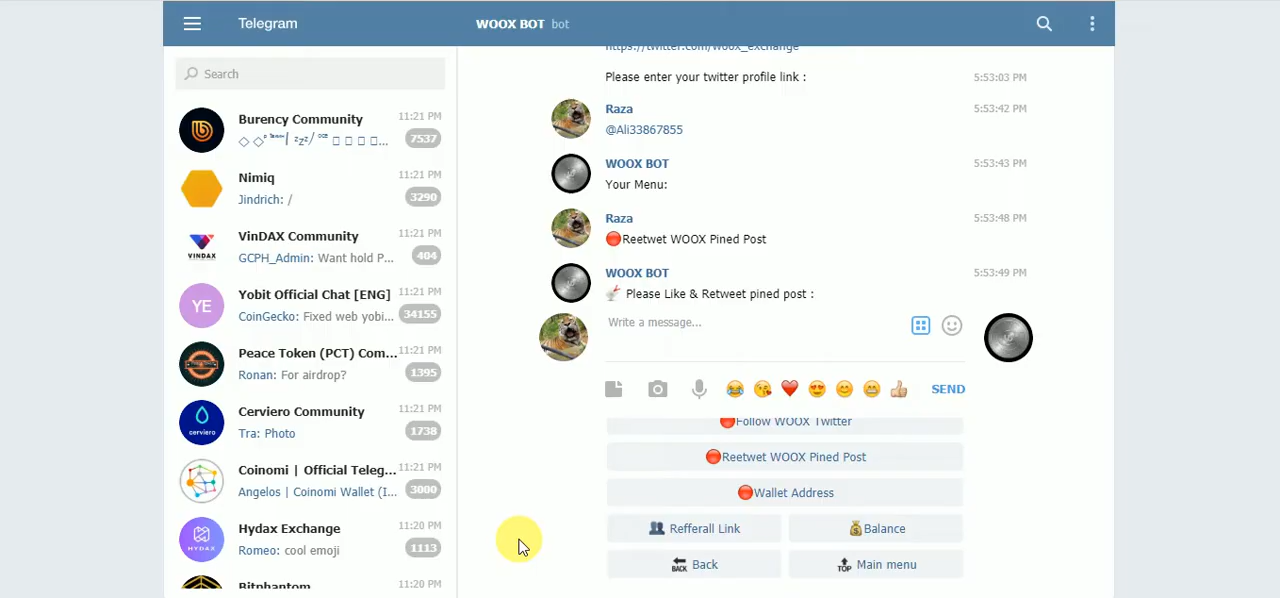 Telegram
WOOX BOT bot
Search
Burency Community 11:21 PM
7537
Nimiq 11:21 PM
Jindrich: / 3290
VinDAX Community 11:21 PM
GCPH_Admin: Want hold P... 404
VINDAX
YE
Yobit Official Chat [ENG] 11:21 PM
CoinGecko: Fixed web yobi... 34155
Peace Token (PCT) Com... 11:21 PM
Ronan: For airdrop? 1395
Cerviero Community 11:21 PM
Tra: Photo 1738
cerviero
Coinomi | Official Teleg... 11:21 PM
Angelos | Coinomi Wallet (I... 3000
Hydax Exchange 11:20 PM
Romeo: cool emoji 1113
HYDAX
Bitphantom 11:20 PM
https://twitter.com/woox_exchange
Please enter your twitter profile link : 5:53:03 PM
Raza 5:53:42 PM
@Ali33867855
WOOX BOT 5:53:43 PM
Your Menu:
Raza 5:53:48 PM
🔴Reetwet WOOX Pined Post
WOOX BOT 5:53:49 PM
Please Like & Retweet pined post :
Write a message...
😂 😘 ❤️ 😍 😊 😁 👍 SEND
🔴Follow WOOX Twitter
🔴Reetwet WOOX Pined Post
🔴Wallet Address
👥 Refferall Link 💰Balance
🔙 Back 🔝 Main menu